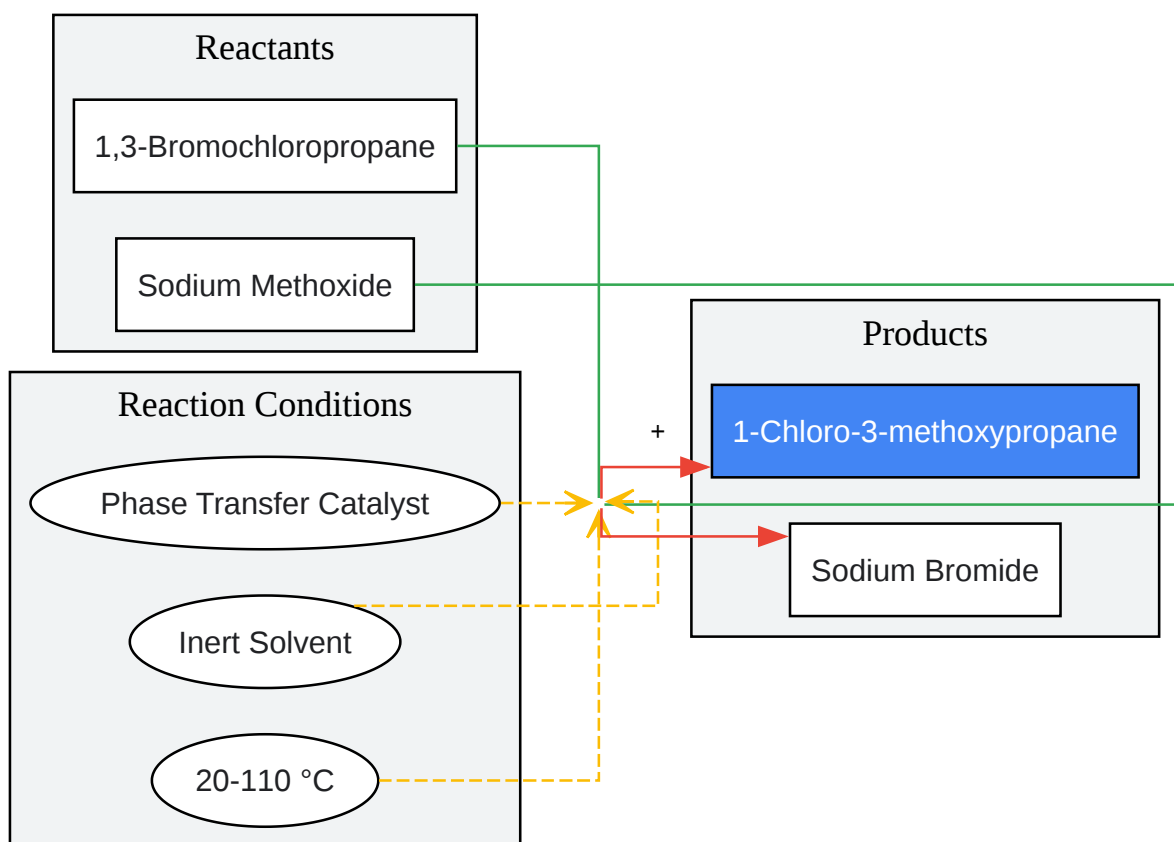 Reactants
1,3-Bromochloropropane
Sodium Methoxide
Reaction Conditions
Phase Transfer Catalyst
Inert Solvent
20-110 °C
+
Products
1-Chloro-3-methoxypropane
Sodium Bromide